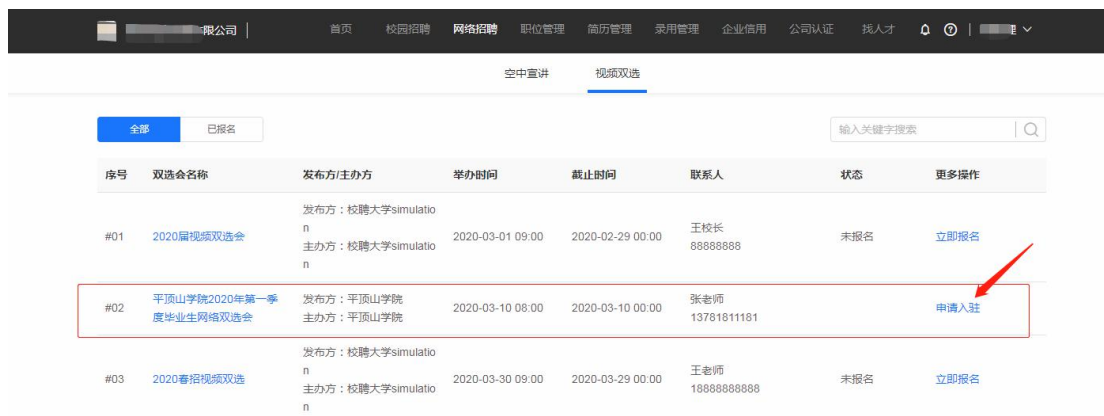 限公司
首页 校园招聘 网络招聘 职位管理 简历管理 录用管理 企业信用 公司认证 找人才
空中宣讲 视频双选
全部 已报名 输入关键字搜索
序号 双选会名称 发布方/主办方 举办时间 截止时间 联系人 状态 更多操作
发布方：校聘大学simulatio
n
主办方：校聘大学simulatio
n
#01 2020届视频双选会 2020-03-01 09:00 2020-02-29 00:00 王校长 未报名 立即报名
88888888
#02 平顶山学院2020年第一季 发布方：平顶山学院 2020-03-10 08:00 2020-03-10 00:00 张老师 申请入驻
度毕业生网络双选会 主办方：平顶山学院 13781811181
发布方：校聘大学simulatio
n
主办方：校聘大学simulatio
n
#03 2020春招视频双选 2020-03-30 09:00 2020-03-29 00:00 王老师 未报名 立即报名
18888888888